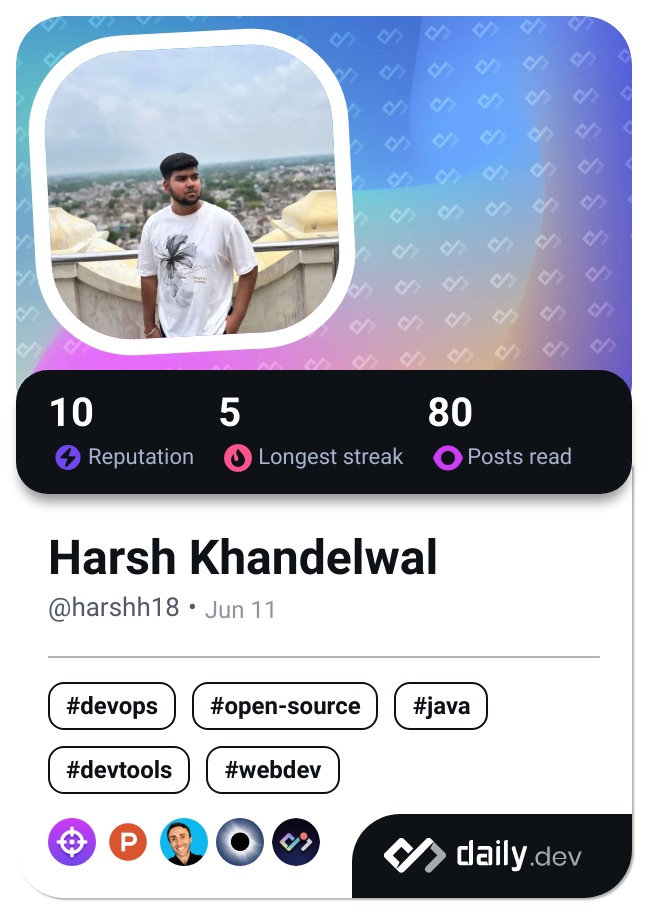 10 5 80
Reputation Longest streak Posts read
Harsh Khandelwal
@harshh18 • Jun 11
#devops #open-source #java
#devtools #webdev
P
daily.dev